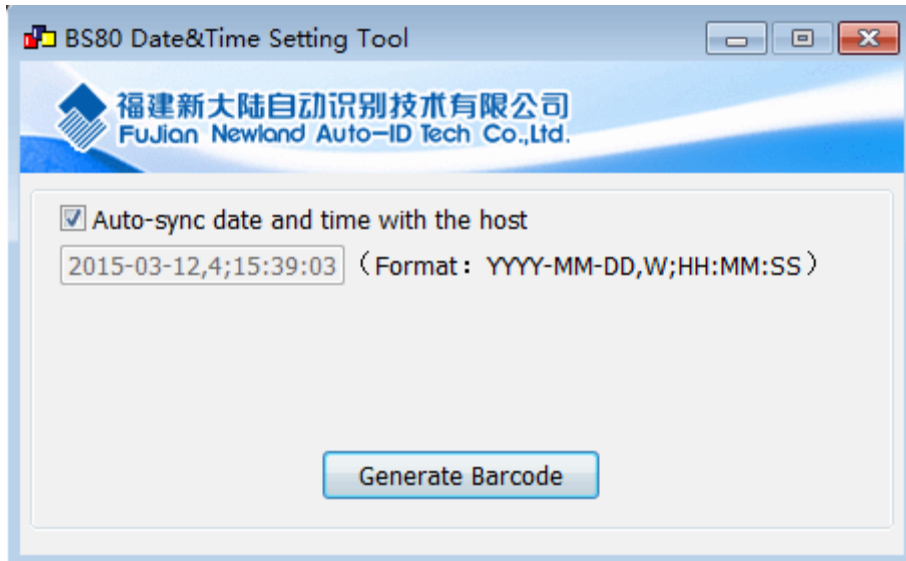 BS80 Date&Time Setting Tool
福建新大陆自动识别技术有限公司
FuJian Newland Auto-ID Tech Co.,Ltd.
Auto-sync date and time with the host
2015-03-12,4;15:39:03 （Format: YYYY-MM-DD,W;HH:MM:SS）
Generate Barcode